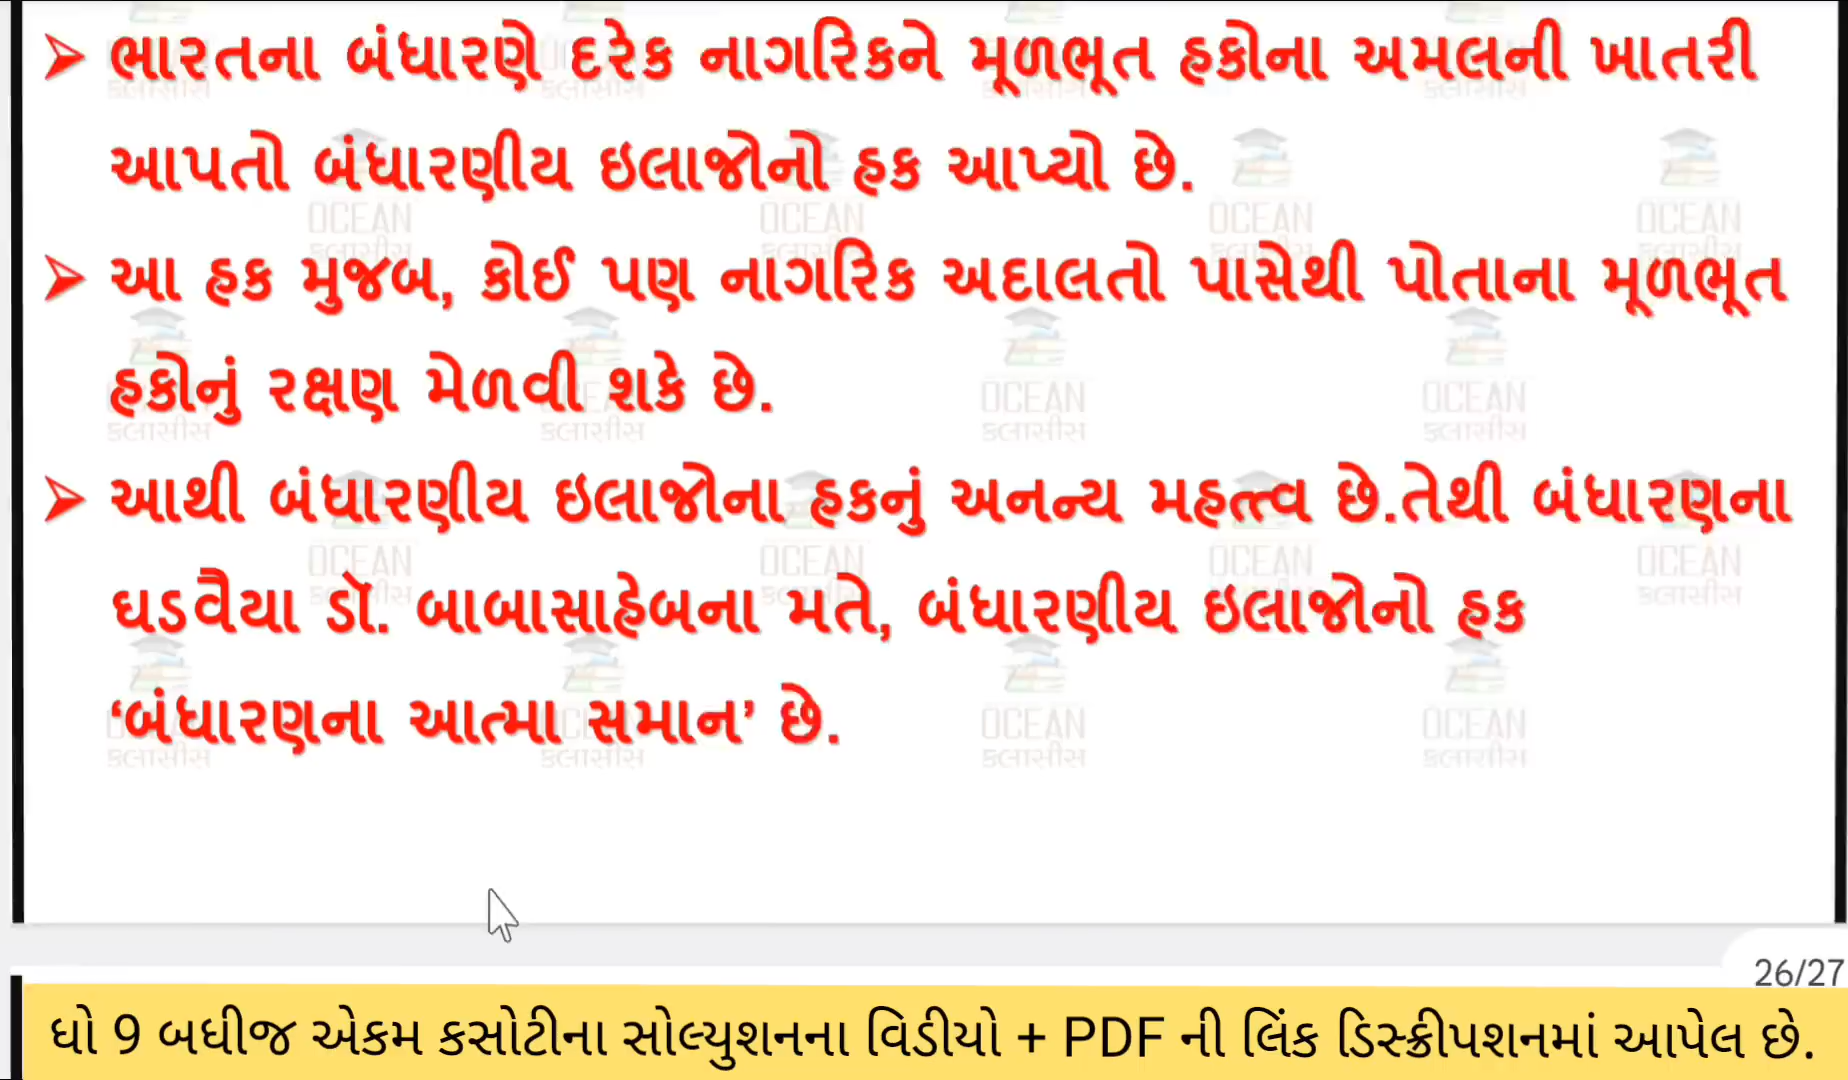 ➢ ભારતના બંધારણે દરેક નાગરિકને મૂળભૂત હકોના અમલની ખાતરી
આપતો બંધારણીય ઇલાજોનો હક આપ્યો છે.
➢ આ હક મુજબ, કોઈ પણ નાગરિક અદાલતો પાસેથી પોતાના મૂળભૂત
હકોનું રક્ષણ મેળવી શકે છે.
➢ આથી બંધારણીય ઇલાજોના હકનું અનન્ય મહત્ત્વ છે.તેથી બંધારણના
ઘડવૈયા ડૉ. બાબાસાહેબના મતે, બંધારણીય ઇલાજોનો હક
‘બંધારણના આત્મા સમાન’ છે.
OCEAN
ક્લાસીસ
26/27
ધો 9 બધીજ એકમ કસોટીના સોલ્યુશનના વિડીયો + PDF ની લિંક ડિસ્ક્રીપશનમાં આપેલ છે.